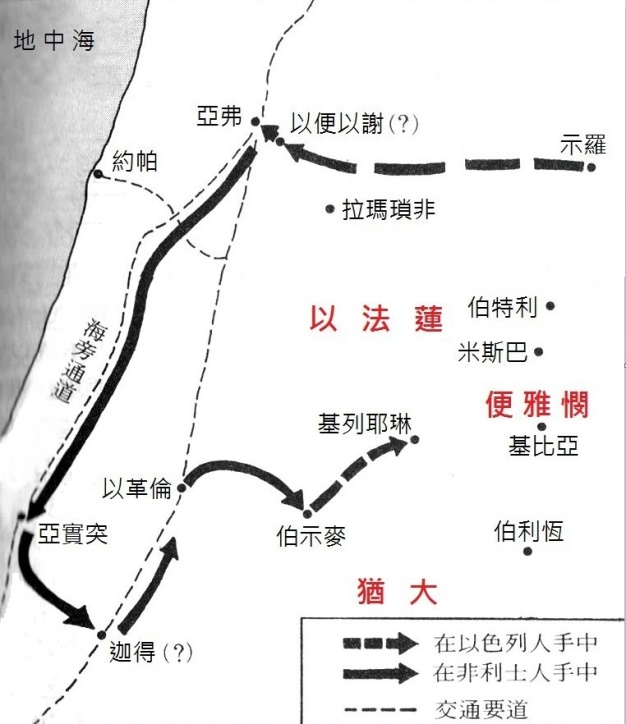 地中海
亞弗
以便以謝(?)
示羅
約帕
拉瑪瑣非
以法蓮
伯特利
海旁通道
米斯巴
便雅憫
基列耶琳
基比亞
以革倫
亞實突
伯示麥
伯利恆
猶大
迦得(?)
在以色列人手中
在非利士人手中
交通要道